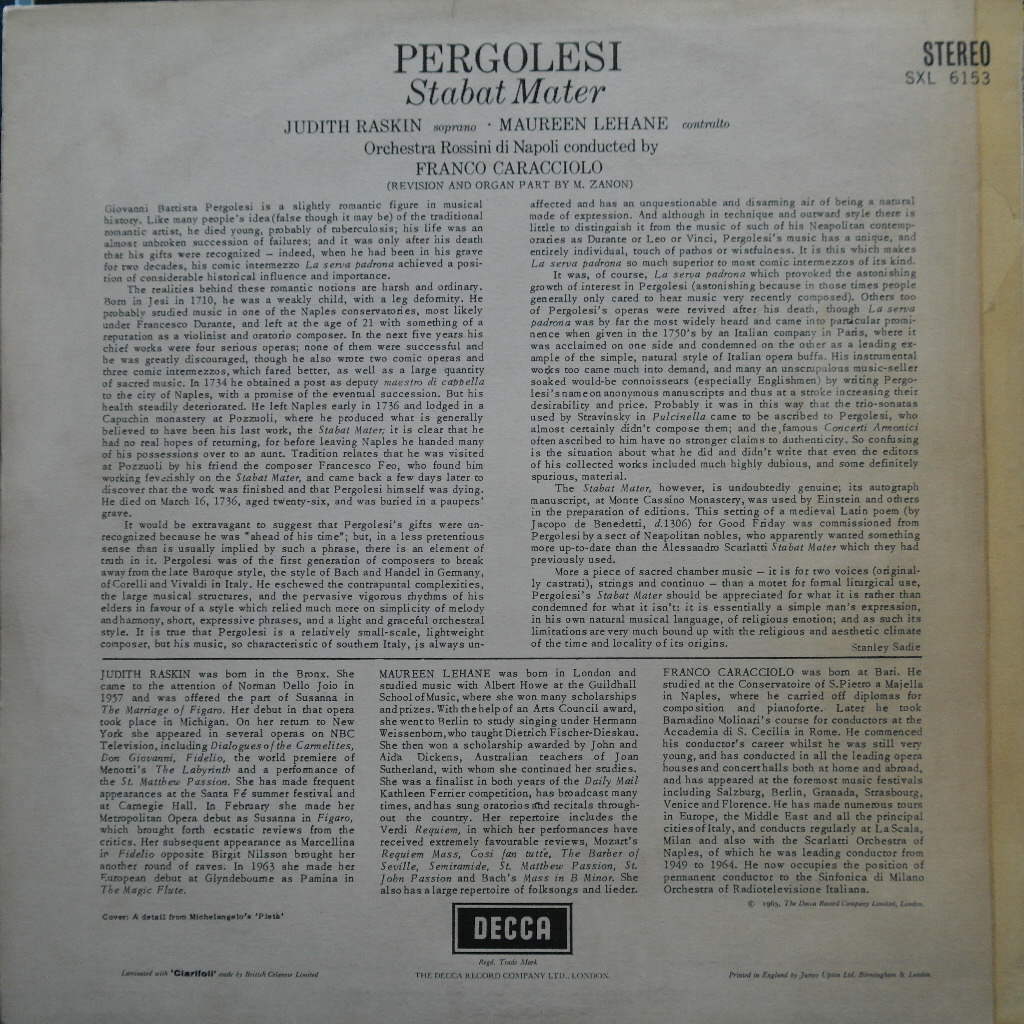 PERGOLESI
Stabat Mater
STEREO
SXL 6153
JUDITH RASKIN soprano · MAUREEN LEHANE contralto
Orchestra Rossini di Napoli conducted by
FRANCO CARACCIOLO
(REVISION AND ORGAN PART BY M. ZANON)
Giovanni Battista Pergolesi is a slightly romantic figure in musical
history. Like many people's idea (false though it may be) of the traditional
romantic artist, he died young, probably of tuberculosis; his life was an
almost unbroken succession of failures; and it was only after his death
that his gifts were recognized – indeed, when he had been in his grave
for two decades, his comic intermezzo La serva padrona achieved a posi-
tion of considerable historical influence and importance.
The realities behind these romantic notions are harsh and ordinary.
Born in Jesi in 1710, he was a weakly child, with a leg deformity. He
probably studied music in one of the Naples conservatories, most likely
under Francesco Durante, and left at the age of 21 with something of a
reputation as a violinist and oratorio composer. In the next five years his
chief works were four serious operas; none of them were successful and
he was greatly discouraged, though he also wrote two comic operas and
three comic intermezzos, which fared better, as well as a large quantity
of sacred music. In 1734 he obtained a post as deputy maestro di cappella
to the city of Naples, with a promise of the eventual succession. But his
health steadily deteriorated. He left Naples early in 1736 and lodged in a
Capuchin monastery at Pozzuoli, where he produced what is generally
believed to have been his last work, the Stabat Mater; it is clear that he
had no real hopes of returning, for before leaving Naples he handed many
of his possessions over to an aunt. Tradition relates that he was visited
at Pozzuoli by his friend the composer Francesco Feo, who found him
working feverishly on the Stabat Mater, and came back a few days later to
discover that the work was finished and that Pergolesi himself was dying.
He died on March 16, 1736, aged twenty-six, and was buried in a paupers'
grave.
It would be extravagant to suggest that Pergolesi's gifts were un-
recognized because he was "ahead of his time"; but, in a less pretentious
sense than is usually implied by such a phrase, there is an element of
truth in it. Pergolesi was of the first generation of composers to break
away from the late Baroque style, the style of Bach and Handel in Germany,
of Corelli and Vivaldi in Italy. He eschewed the contrapuntal complexities,
the large musical structures, and the pervasive vigorous rhythms of his
elders in favour of a style which relied much more on simplicity of melody
and harmony, short, expressive phrases, and a light and graceful orchestral
style. It is true that Pergolesi is a relatively small-scale, lightweight
composer, but his music, so characteristic of southern Italy, is always un-
affected and has an unquestionable and disarming air of being a natural
mode of expression. And although in technique and outward style there is
little to distinguish it from the music of such of his Neapolitan contemp-
oraries as Durante or Leo or Vinci, Pergolesi's music has a unique, and
entirely individual, touch of pathos or wistfulness. It is this which makes
La serva padrona so much superior to most comic intermezzos of its kind.
It was, of course, La serva padrona which provoked the astonishing
growth of interest in Pergolesi (astonishing because in those times people
generally only cared to hear music very recently composed). Others too
of Pergolesi's operas were revived after his death, though La serva
padrona was by far the most widely heard and came into particular promi-
nence when given in the 1750's by an Italian company in Paris, where it
was acclaimed on one side and condemned on the other as a leading ex-
ample of the simple, natural style of Italian opera buffa. His instrumental
works too came much into demand, and many an unscrupulous music-seller
soaked would-be connoisseurs (especially Englishmen) by writing Pergo-
lesi's name on anonymous manuscripts and thus at a stroke increasing their
desirability and price. Probably it was in this way that the trio-sonatas
used by Stravinsky in Pulcinella came to be ascribed to Pergolesi, who
almost certainly didn't compose them; and the famous Concerti Armonici
often ascribed to him have no stronger claims to authenticity. So confusing
is the situation about what he did and didn't write that even the editors
of his collected works included much highly dubious, and some definitely
spurious, material.
The Stabat Mater, however, is undoubtedly genuine; its autograph
manuscript, at Monte Cassino Monastery, was used by Einstein and others
in the preparation of editions. This setting of a medieval Latin poem (by
Jacopo de Benedetti, d.1306) for Good Friday was commissioned from
Pergolesi by a sect of Neapolitan nobles, who apparently wanted something
more up-to-date than the Alessandro Scarlatti Stabat Mater which they had
previously used.
More a piece of sacred chamber music – it is for two voices (original-
ly castrati), strings and continuo – than a motet for formal liturgical use,
Pergolesi's Stabat Mater should be appreciated for what it is rather than
condemned for what it isn't: it is essentially a simple man's expression,
in his own natural musical language, of religious emotion; and as such its
limitations are very much bound up with the religious and aesthetic climate
of the time and locality of its origins.
Stanley Sadie
JUDITH RASKIN was born in the Bronx. She
came to the attention of Norman Dello Joio in
1957 and was offered the part of Susanna in
The Marriage of Figaro. Her debut in that opera
took place in Michigan. On her return to New
York she appeared in several operas on NBC
Television, including Dialogues of the Carmelites,
Don Giovanni, Fidelio, the world premiere of
Menotti's The Labyrinth and a performance of
the St. Matthew Passion. She has made frequent
appearances at the Santa Fé summer festival and
at Carnegie Hall. In February she made her
Metropolitan Opera debut as Susanna in Figaro,
which brought forth ecstatic reviews from the
critics. Her subsequent appearance as Marcellina
in Fidelio opposite Birgit Nilsson brought her
another round of raves. In 1963 she made her
European debut at Glyndebourne as Pamina in
The Magic Flute.
MAUREEN LEHANE was born in London and
studied music with Albert Howe at the Guildhall
School of Music, where she won many scholarships
and prizes. With the help of an Arts Council award,
she went to Berlin to study singing under Hermann
Weissenborn, who taught Dietrich Fischer-Dieskau.
She then won a scholarship awarded by John and
Aida Dickens, Australian teachers of Joan
Sutherland, with whom she continued her studies.
She was a finalist in both years of the Daily Mail
Kathleen Ferrier competition, has broadcast many
times, and has sung oratorios and recitals through-
out the country. Her repertoire includes the
Verdi Requiem, in which her performances have
received extremely favourable reviews, Mozart's
Requiem Mass, Cosi fan tutte, The Barber of
Seville, Semiramide, St. Matthew Passion, St.
John Passion and Bach's Mass in B Minor. She
also has a large repertoire of folksongs and lieder.
FRANCO CARACCIOLO was born at Bari. He
studied at the Conservatoire of S.Pietro a Majella
in Naples, where he carried off diplomas for
composition and pianoforte. Later he took
Barnadino Molinari's course for conductors at the
Accademia di S. Cecilia in Rome. He commenced
his conductor's career whilst he was still very
young, and has conducted in all the leading opera
houses and concert halls both at home and abroad,
and has appeared at the foremost music festivals
including Salzburg, Berlin, Granada, Strasbourg,
Venice and Florence. He has made numerous tours
in Europe, the Middle East and all the principal
cities of Italy, and conducts regularly at La Scala,
Milan and also with the Scarlatti Orchestra of
Naples, of which he was leading conductor from
1949 to 1964. He now occupies the position of
permanent conductor to the Sinfonica di Milano
Orchestra of Radiotelevisione Italiana.
© 1965, The Decca Record Company Limited, London.
Cover: A detail from Michelangelo's 'Pietà'
DECCA
Regd. Trade Mark
Laminated with 'Clarifoil' made by British Celanese Limited
THE DECCA RECORD COMPANY LTD., LONDON.
Printed in England by James Upton Ltd. Birmingham & London.